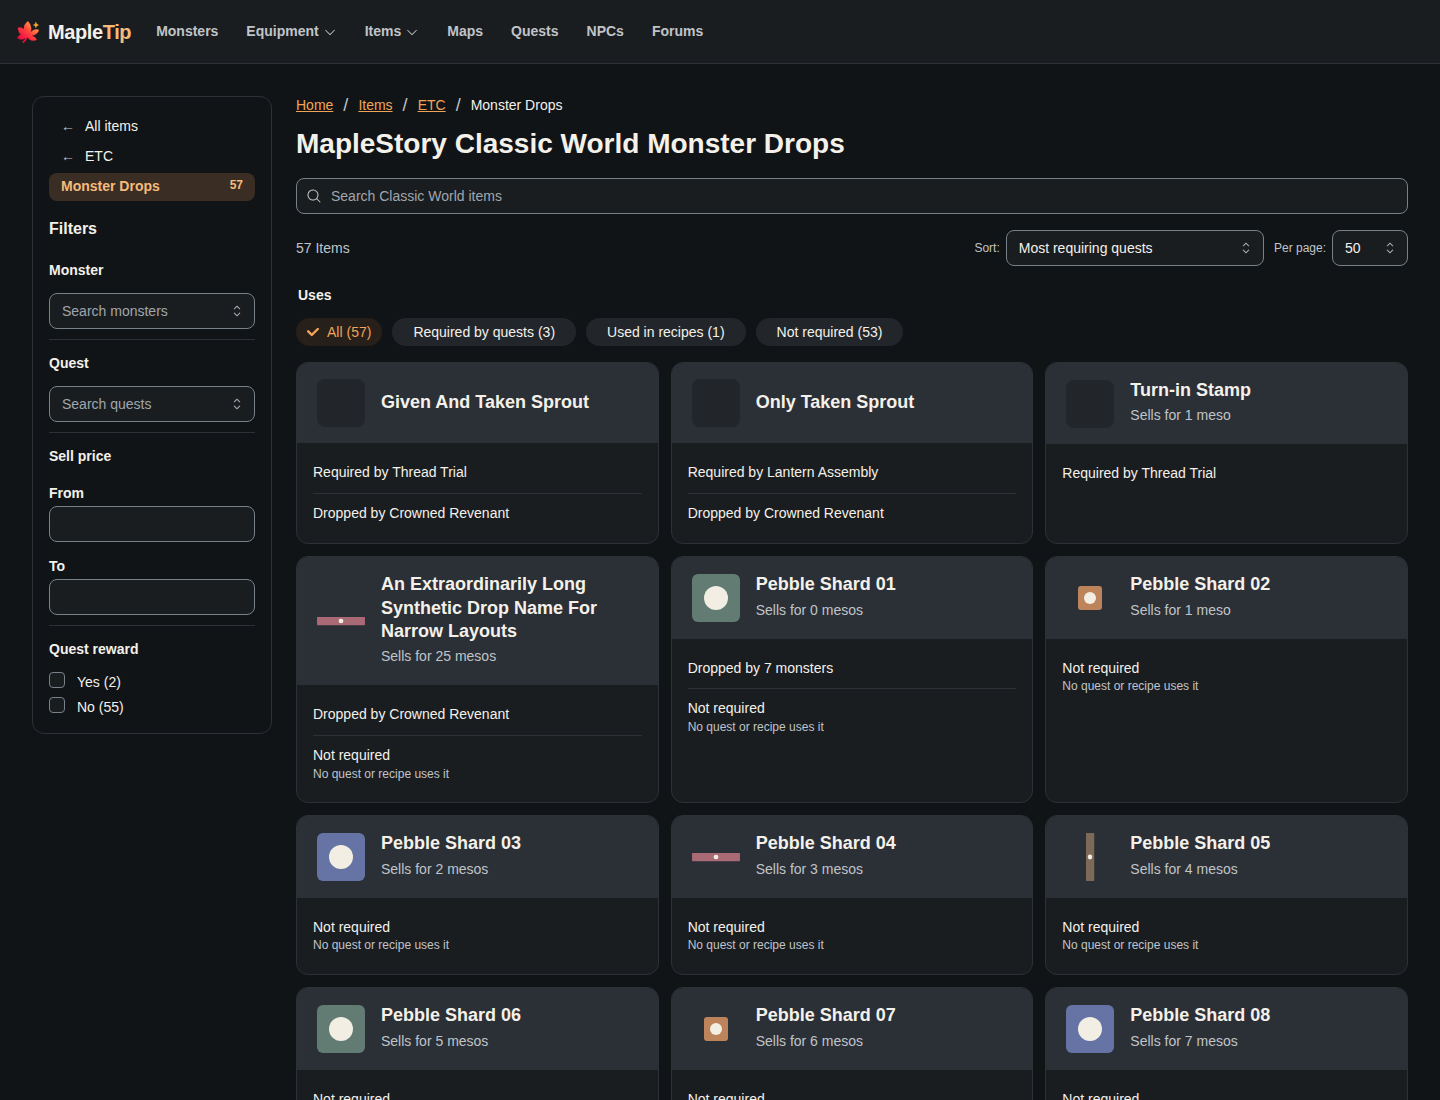 MapleTip
Monsters
Equipment
Items
Maps
Quests
NPCs
Forums
← All items
← ETC
Monster Drops 57
Filters
Monster
Search monsters
Quest
Search quests
Sell price
From
To
Quest reward
Yes (2)
No (55)
Home / Items / ETC / Monster Drops
MapleStory Classic World Monster Drops
Search Classic World items
57 Items
Sort: Most requiring quests
Per page: 50
Uses
All (57)
Required by quests (3)
Used in recipes (1)
Not required (53)
Given And Taken Sprout
Required by Thread Trial
Dropped by Crowned Revenant
Only Taken Sprout
Required by Lantern Assembly
Dropped by Crowned Revenant
Turn-in Stamp
Sells for 1 meso
Required by Thread Trial
An Extraordinarily Long
Synthetic Drop Name For
Narrow Layouts
Sells for 25 mesos
Dropped by Crowned Revenant
Not required
No quest or recipe uses it
Pebble Shard 01
Sells for 0 mesos
Dropped by 7 monsters
Not required
No quest or recipe uses it
Pebble Shard 02
Sells for 1 meso
Not required
No quest or recipe uses it
Pebble Shard 03
Sells for 2 mesos
Not required
No quest or recipe uses it
Pebble Shard 04
Sells for 3 mesos
Not required
No quest or recipe uses it
Pebble Shard 05
Sells for 4 mesos
Not required
No quest or recipe uses it
Pebble Shard 06
Sells for 5 mesos
Not required
Pebble Shard 07
Sells for 6 mesos
Not required
Pebble Shard 08
Sells for 7 mesos
Not required